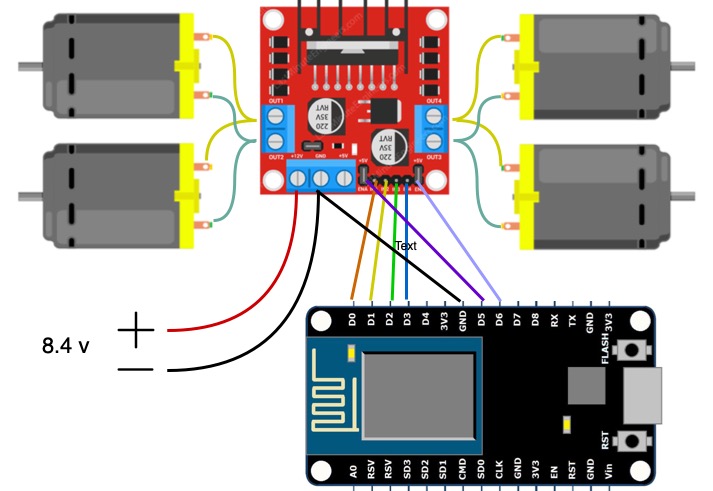 OUT1
OUT4
220
35V
RVT
220
35V
RVT
OUT2
OUT3
+12V
GND
+5V
+5V
+5V
ENA
Text
8.4 v
D0
D1
D2
D3
D4
3V3
GND
D5
D6
D7
D8
RX
TX
GND
3V3
FLASH
RST
A0
RSV
RSV
SD3
SD2
SD1
CMD
SD0
CLK
GND
3V3
EN
RST
GND
Vin